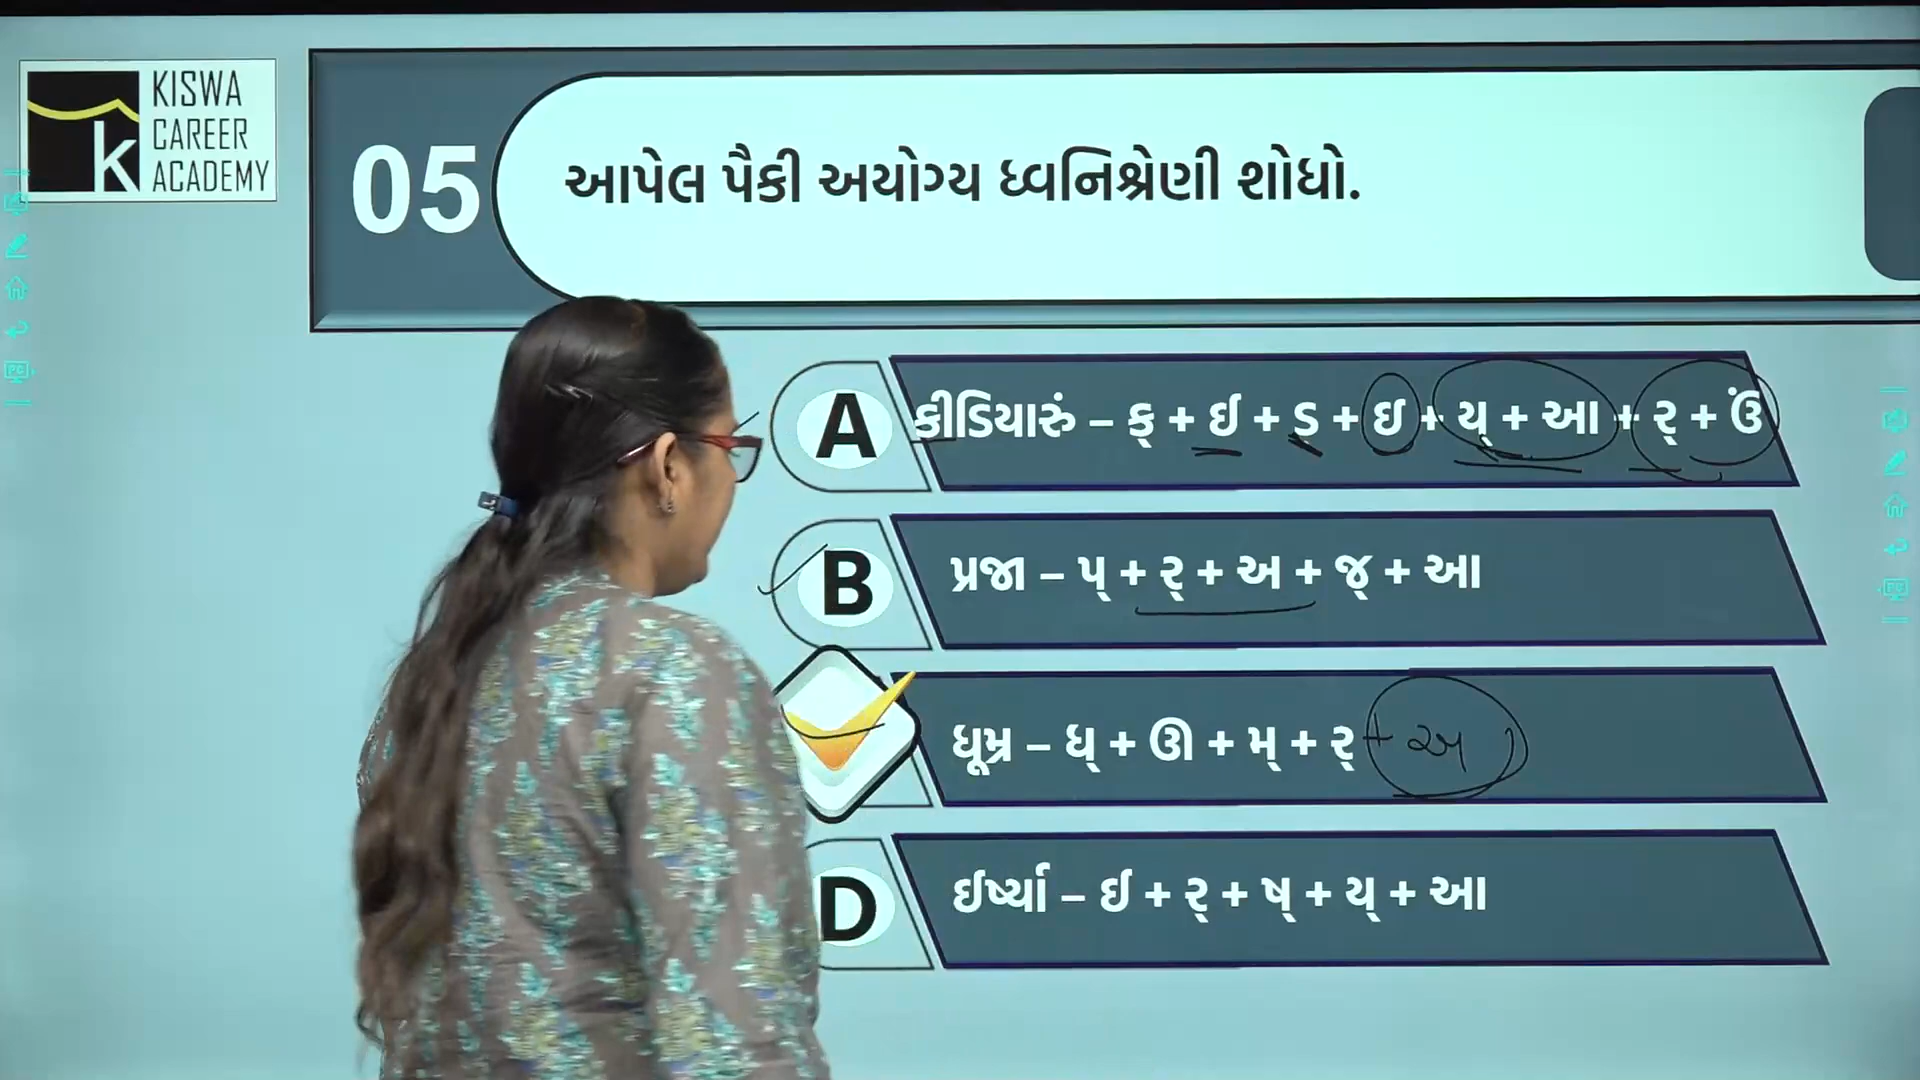 KISWA
CAREER
ACADEMY
k
05
આપેલ પૈકી અયોગ્ય ધ્વનિશ્રેણી શોધો.
A
કીડિયારું – ક્ + ઈ + ડ્ + ઇ + ય્ + આ + ર્ + ઉં
B
પ્રજા – પ્ + ર્ + અ + જ્ + આ
ધૂમ્ર – ધ્ + ઊ + મ્ + ર્ + અ
D
ઈર્ષ્યા – ઈ + ર્ + ષ્ + ય્ + આ